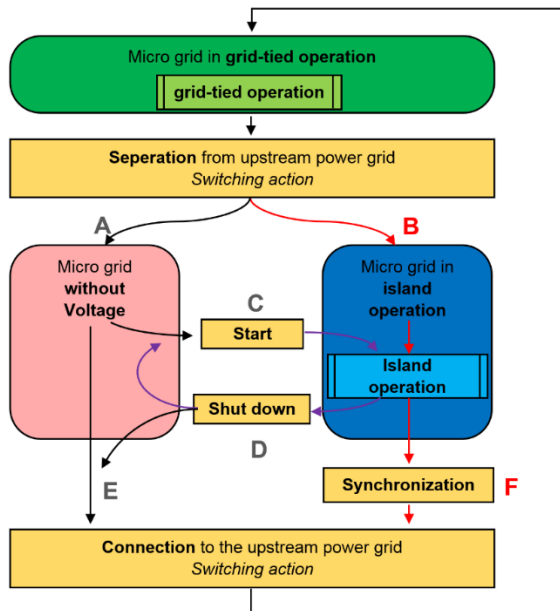 Micro grid in grid-tied operation
grid-tied operation
Seperation from upstream power grid
Switching action
A
B
Micro grid
without
Voltage
Micro grid in
island
operation
C
Start
Island
operation
Shut down
D
E
Synchronization
F
Connection to the upstream power grid
Switching action